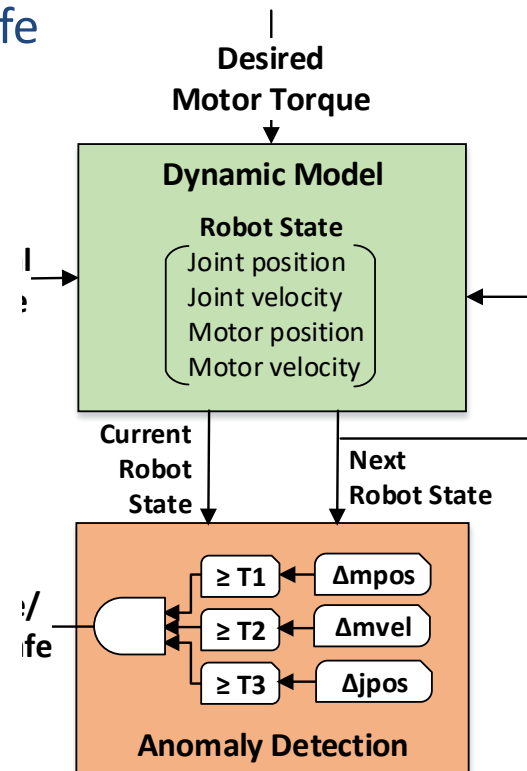 fe
Desired
Motor Torque
Dynamic Model
Robot State
Joint position
Joint velocity
Motor position
Motor velocity
Current
Robot
State
Next
Robot State
≥ T1
Δmpos
≥ T2
Δmvel
≥ T3
Δjpos
Anomaly Detection